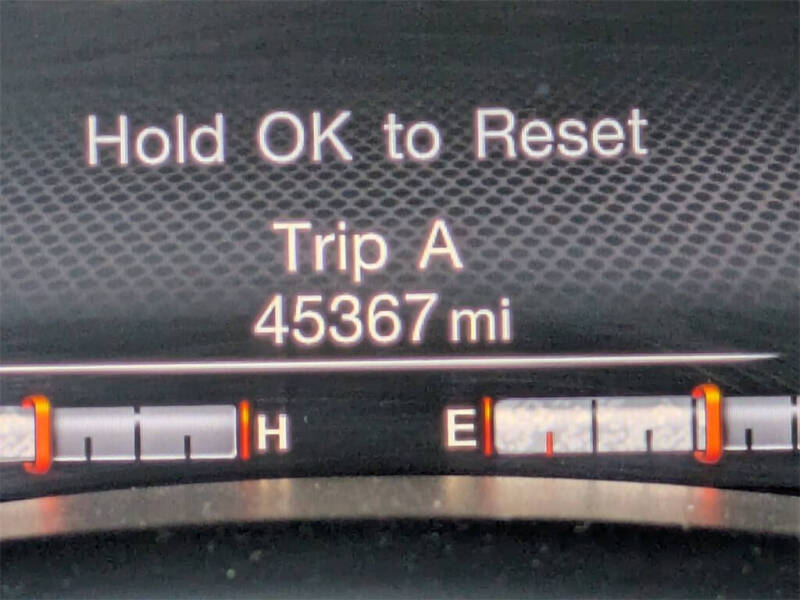 Hold OK to Reset
Trip A
45367 mi
H E